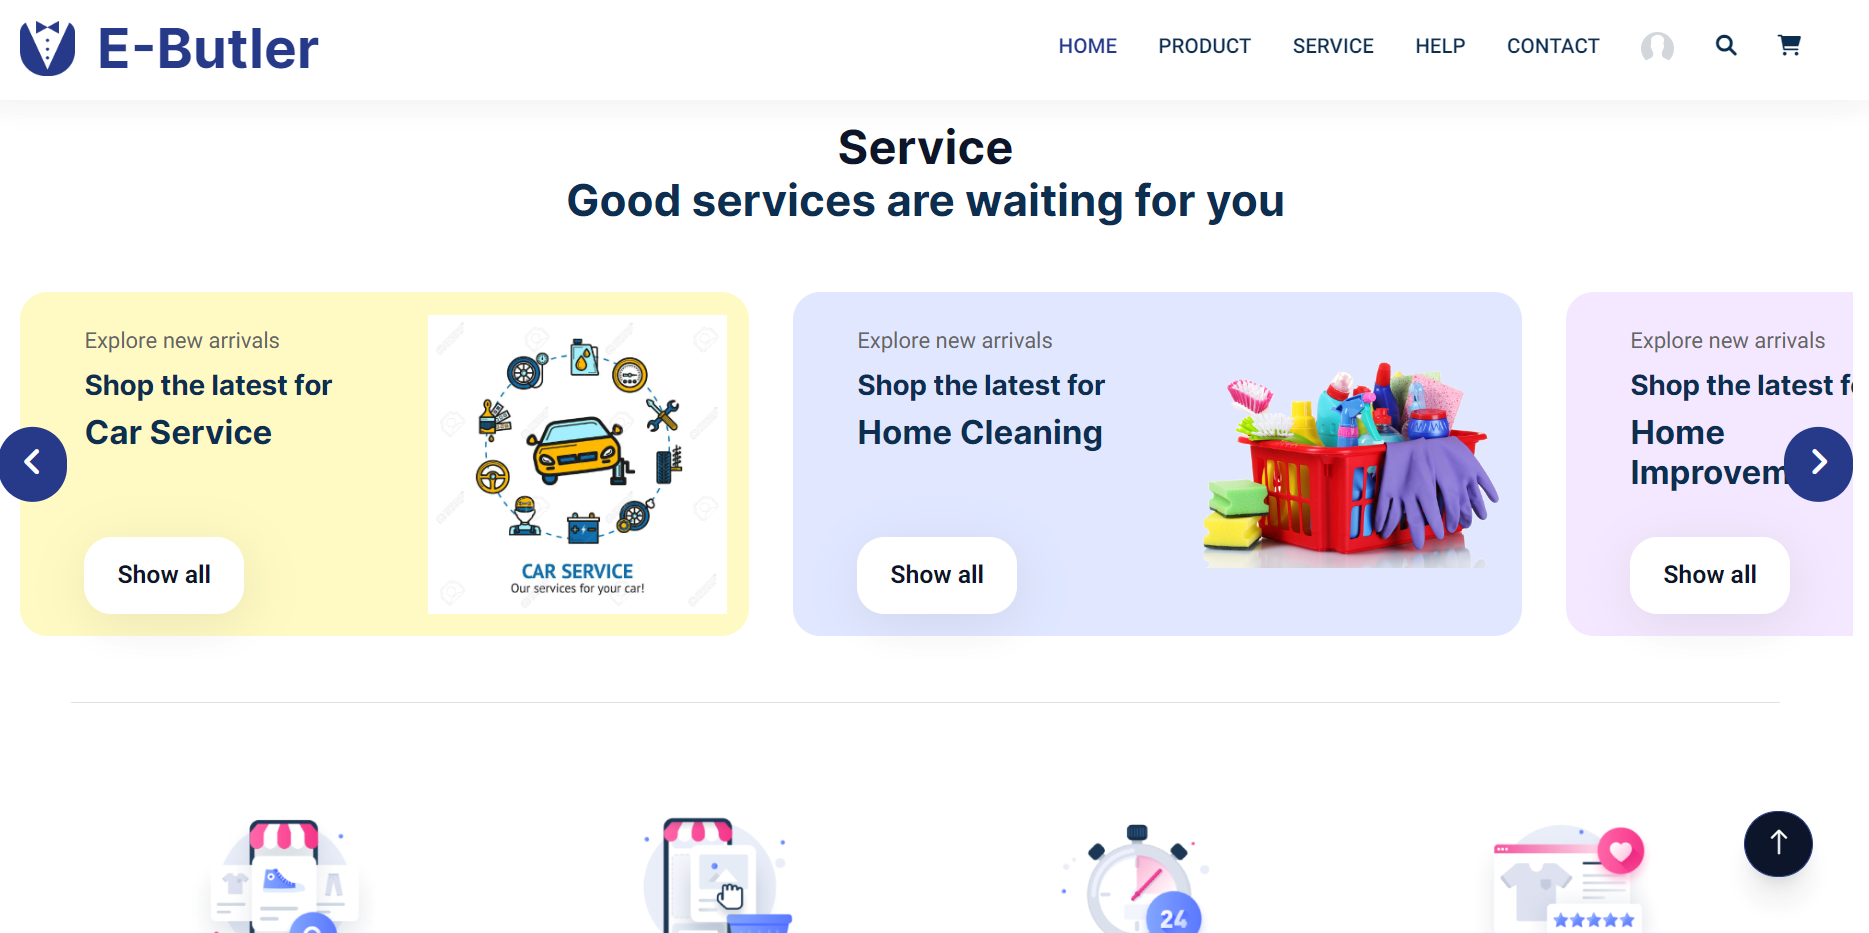 E-Butler
HOME
PRODUCT
SERVICE
HELP
CONTACT
Service
Good services are waiting for you
Explore new arrivals
Shop the latest for
Car Service
Show all
CAR SERVICE
Our services for your car!
Explore new arrivals
Shop the latest for
Home Cleaning
Show all
Explore new arrivals
Shop the latest f
Home
Improvem
Show all
24